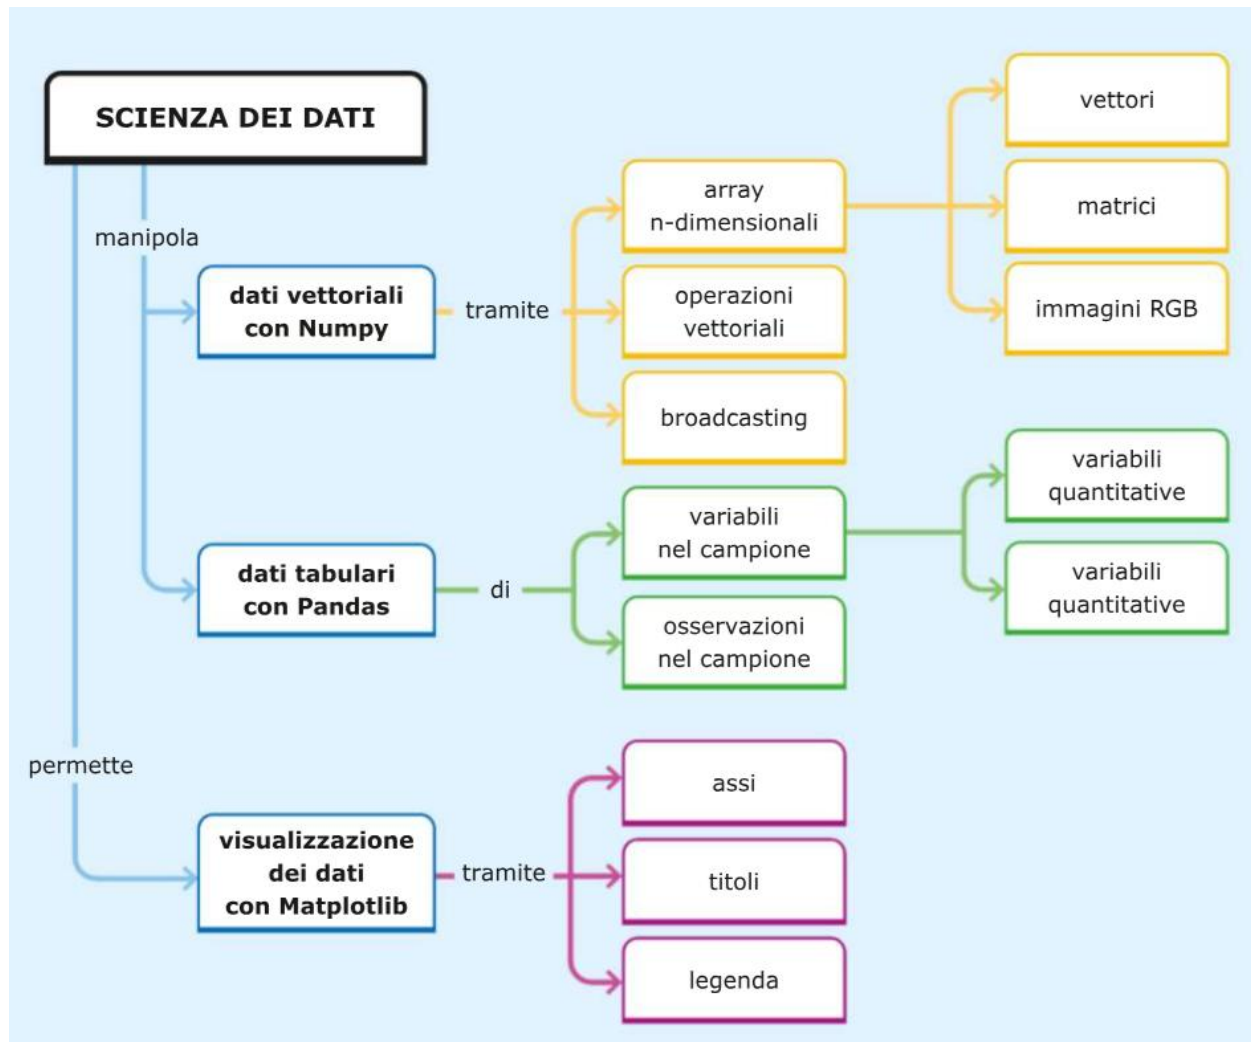 SCIENZA DEI DATI
manipola
dati vettoriali
con Numpy
tramite
array
n-dimensionali
operazioni
vettoriali
broadcasting
vettori
matrici
immagini RGB
dati tabulari
con Pandas
di
variabili
nel campione
osservazioni
nel campione
variabili
quantitative
variabili
quantitative
permette
visualizzazione
dei dati
con Matplotlib
tramite
assi
titoli
legenda